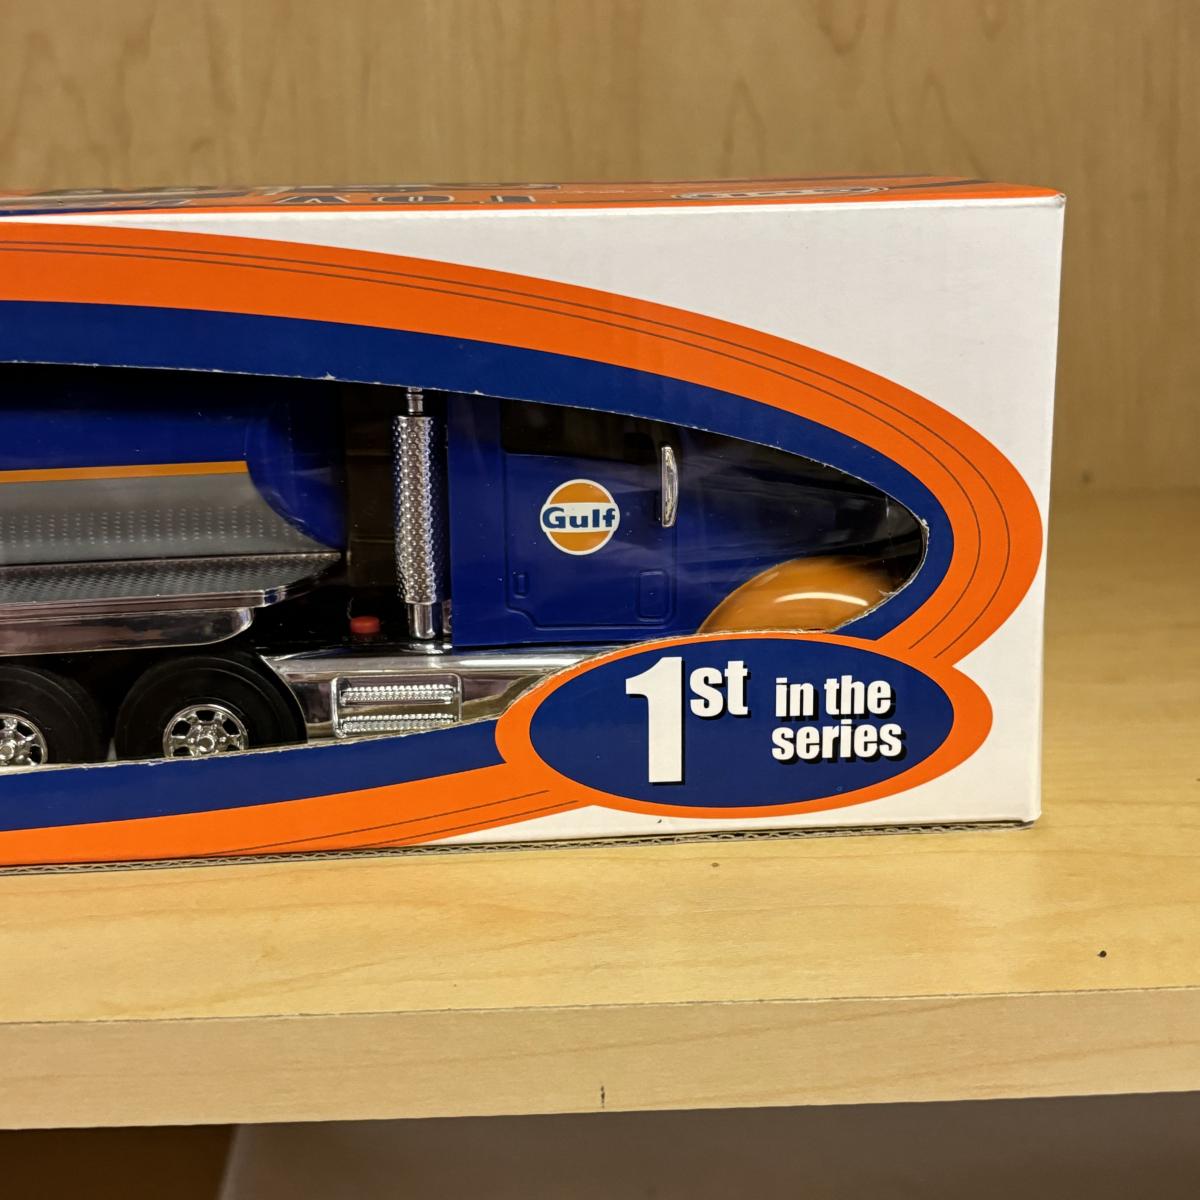 Gulf
1st
in the
series